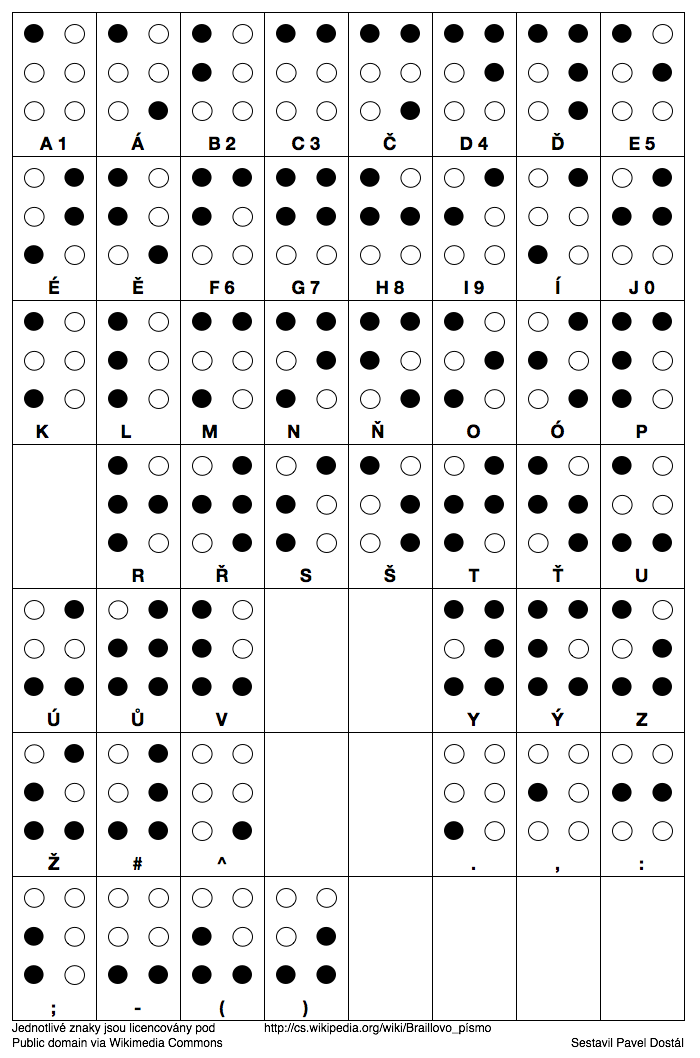 A 1 Á B 2 C 3 Č D 4 Ď E 5
É Ě F 6 G 7 H 8 I 9 Í J 0
K L M N Ň O Ó P
R Ř S Š T Ť U
Ú Ů V Y Ý Z
Ž # ^ . , :
; - ( )
Jednotlivé znaky jsou licencovány pod http://cs.wikipedia.org/wiki/Braillovo_písmo
Public domain via Wikimedia Commons Sestavil Pavel Dostál